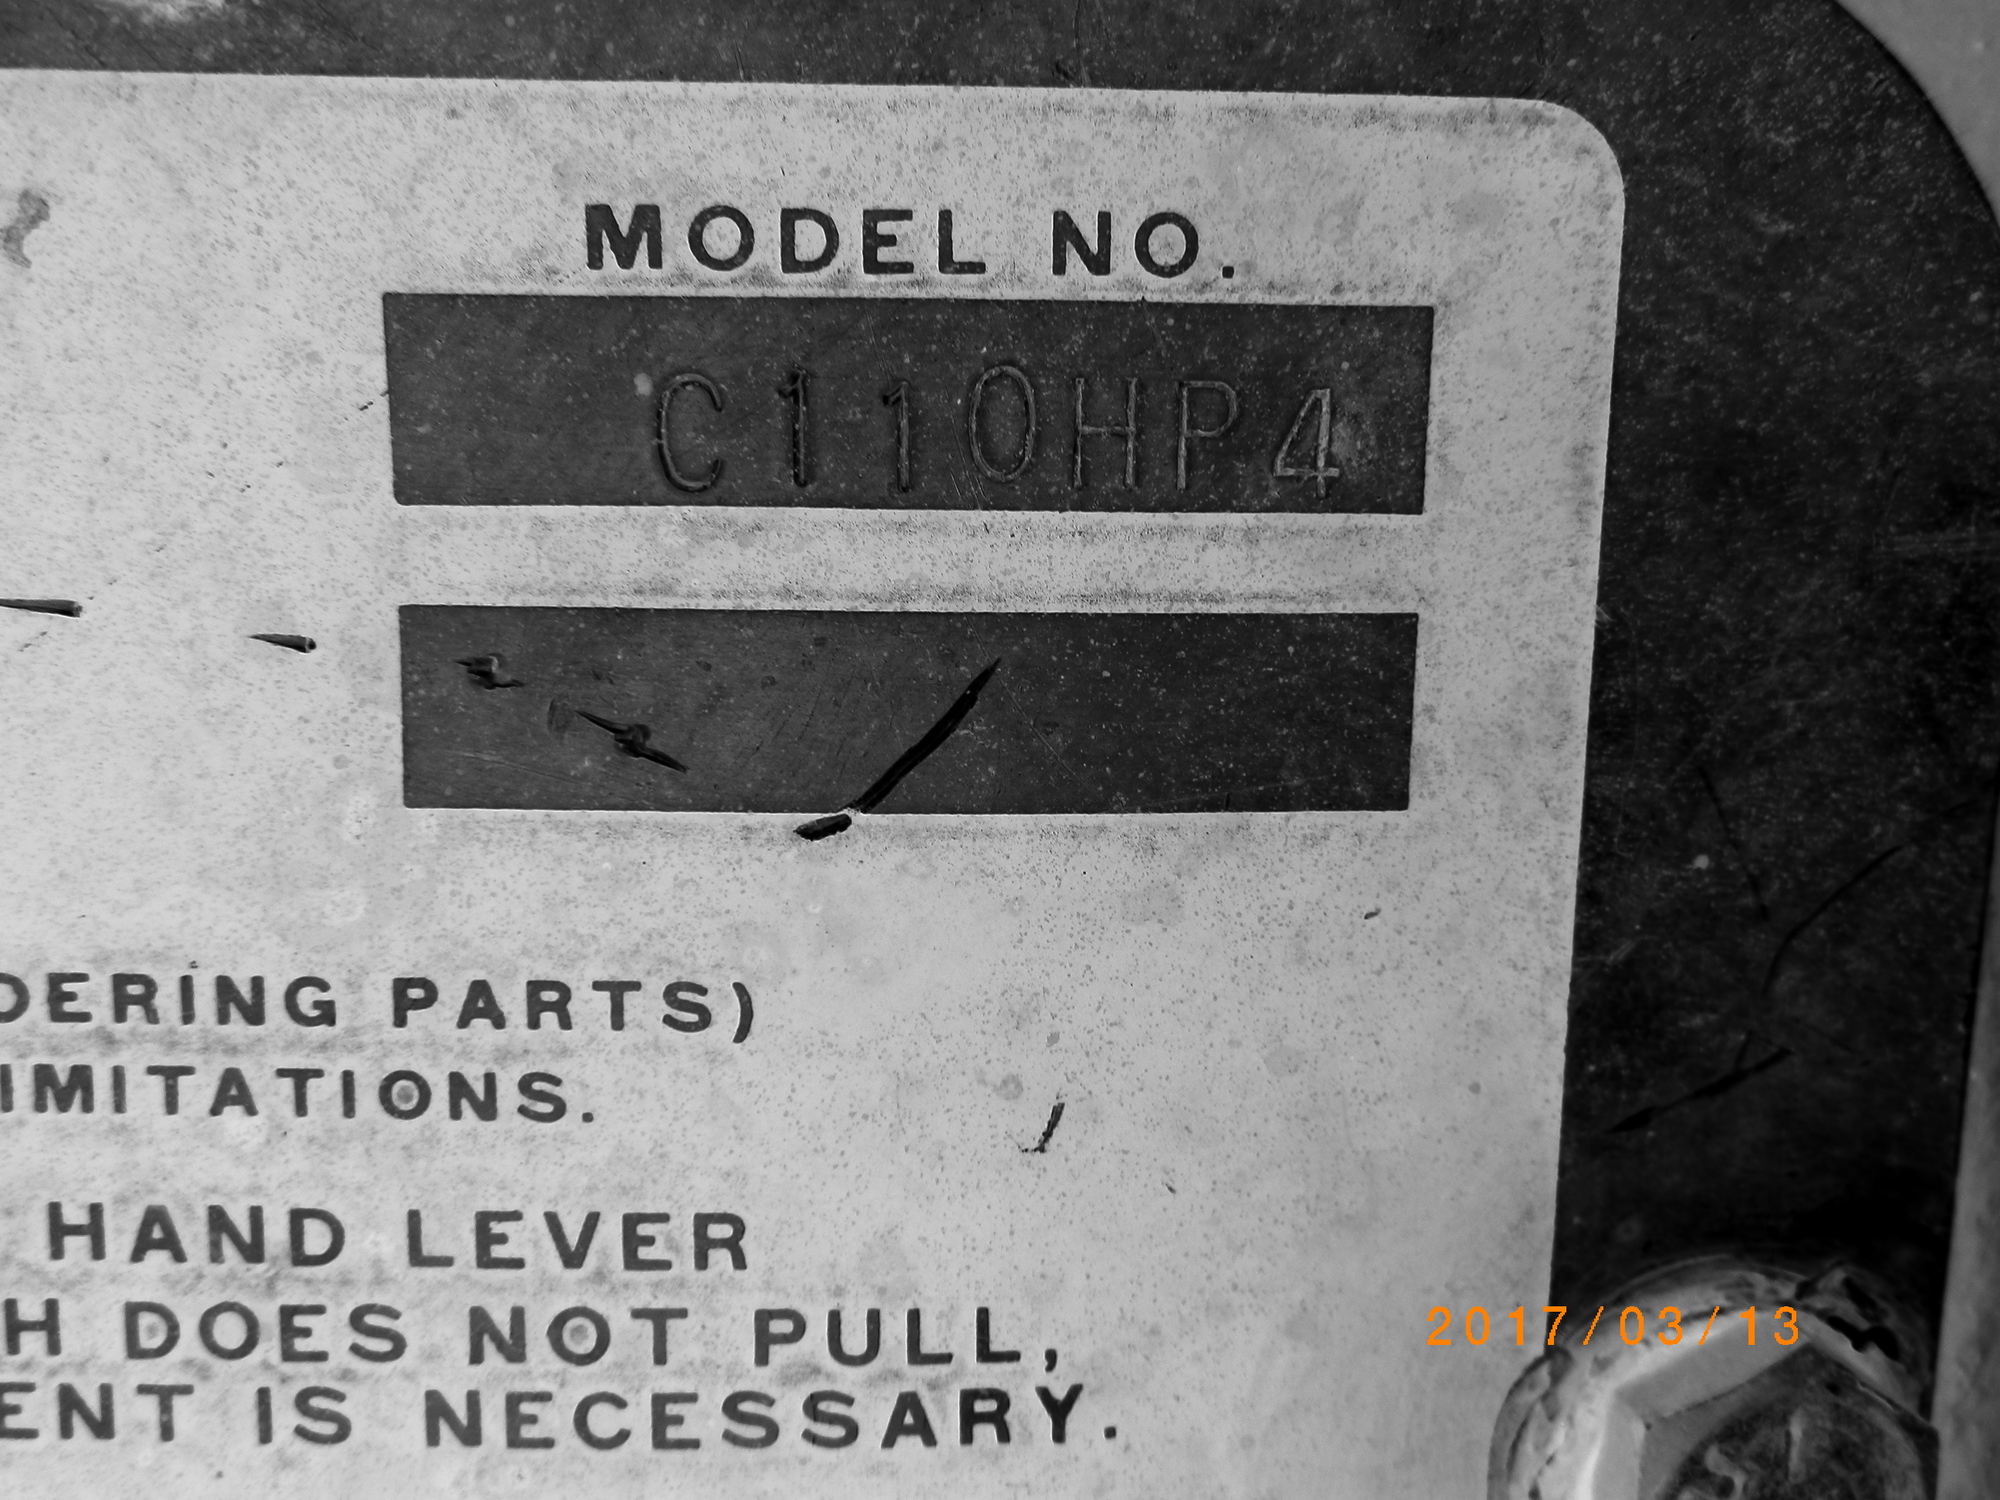 MODEL NO.
C110HP4
DERING PARTS)
IMITATIONS.
HAND LEVER
H DOES NOT PULL,
ENT IS NECESSARY.
2017/03/13